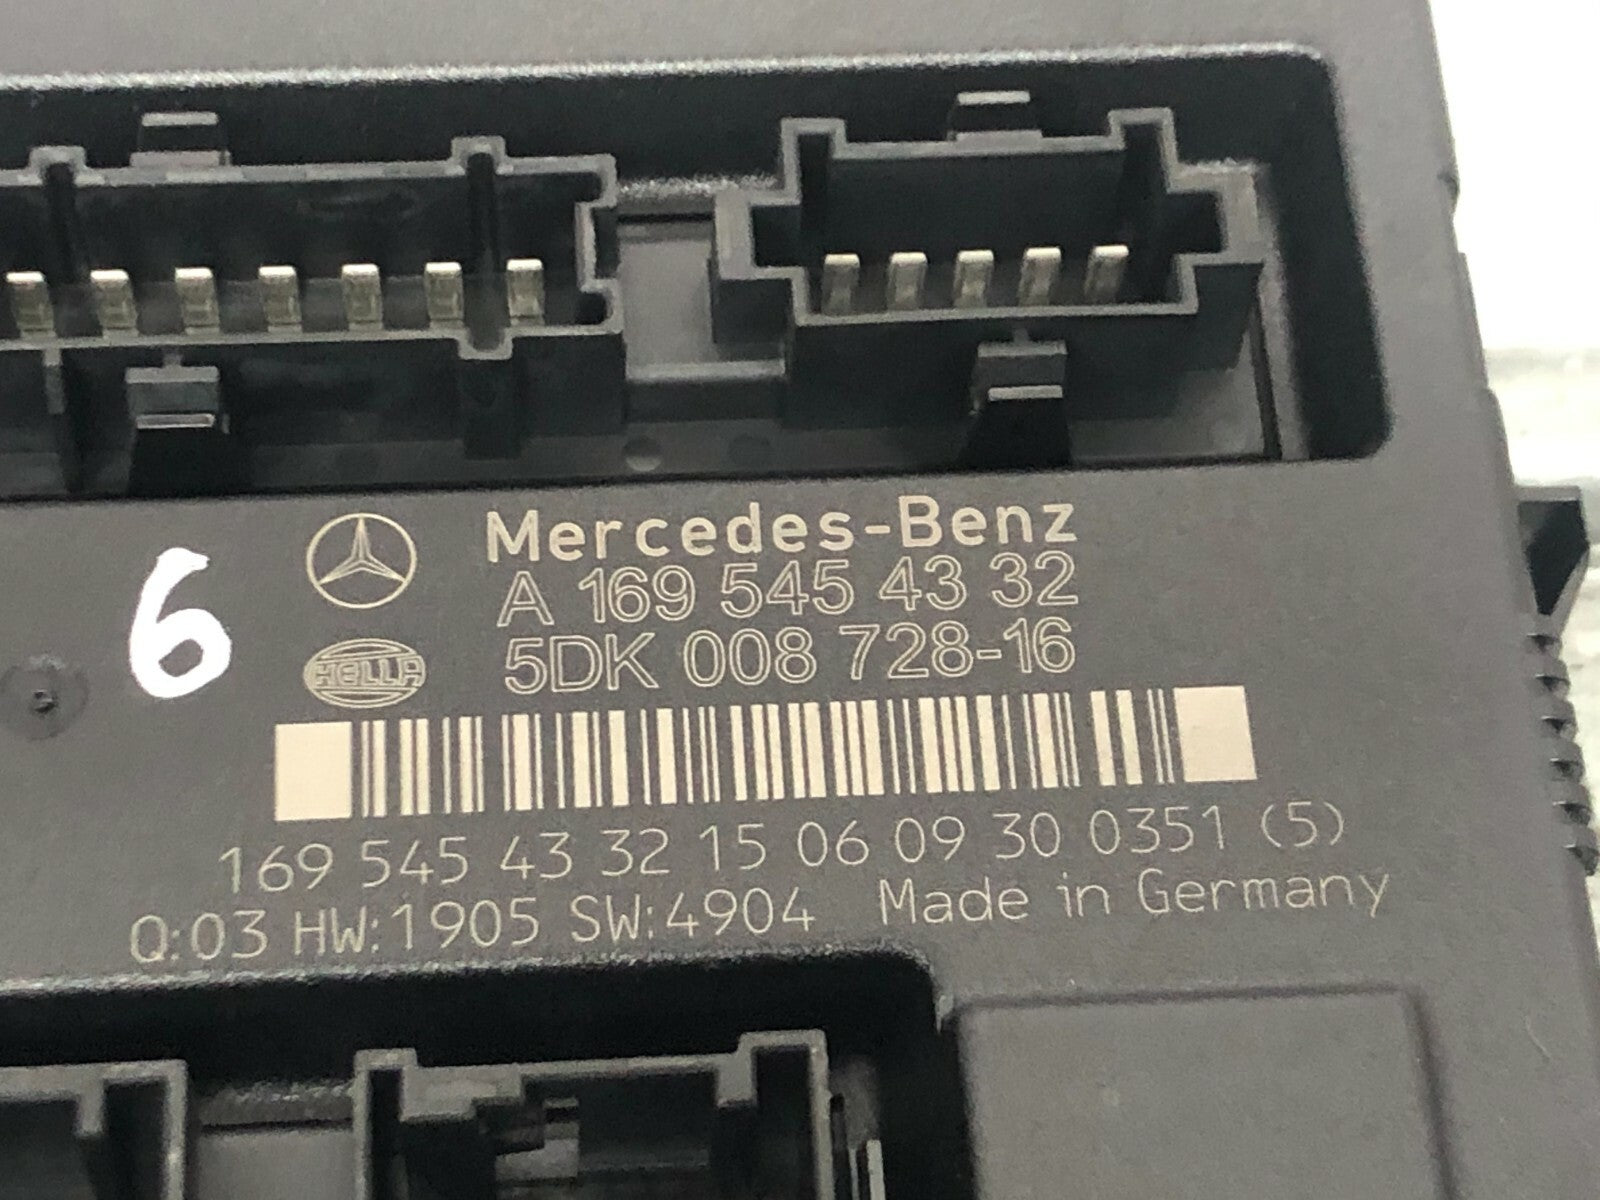 Mercedes-Benz
A 169 545 43 32
6
HELLA
5DK 008 728-16
169 545 43 32 15 06 09 30 0351 (5)
Q:03 HW:1905 SW:4904 Made in Germany